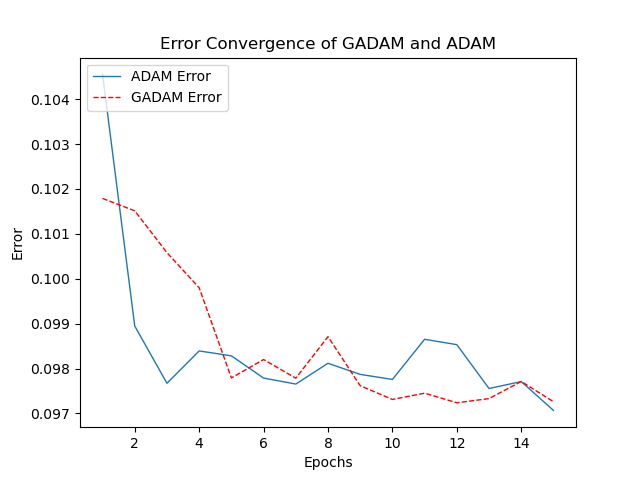 Error Convergence of GADAM and ADAM
ADAM Error
GADAM Error
0.104
0.103
0.102
0.101
0.100
0.099
0.098
0.097
Error
2 4 6 8 10 12 14
Epochs